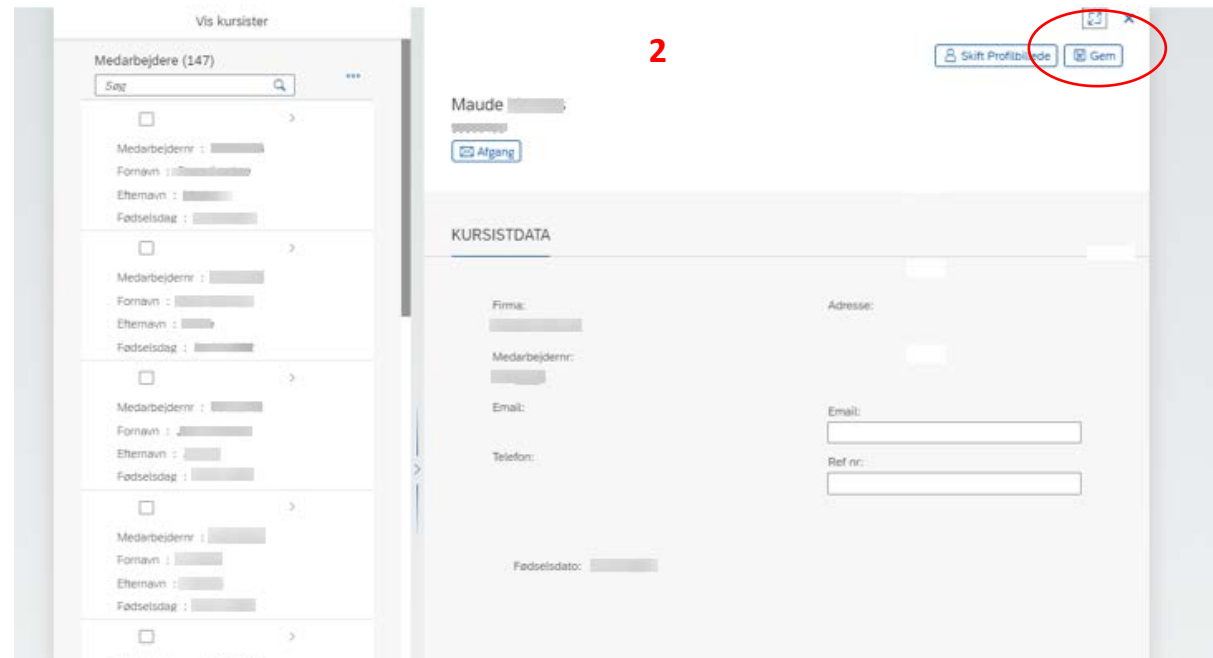 Vis kursister
Medarbejdere (147)
Søg
Medarbejdernr :
Fornavn :
Efternavn :
Fødselsdag :
Medarbejdernr :
Fornavn :
Efternavn :
Fødselsdag :
Medarbejdernr :
Fornavn :
Efternavn :
Fødselsdag :
Medarbejdernr :
Fornavn :
Efternavn :
Fødselsdag :
2
Skift Profilbillede Gem
Maude
Afgang
KURSISTDATA
Firma: Adresse:
Medarbejdernr:
Email: Email:
Telefon: Ref nr:
Fødselsdato: